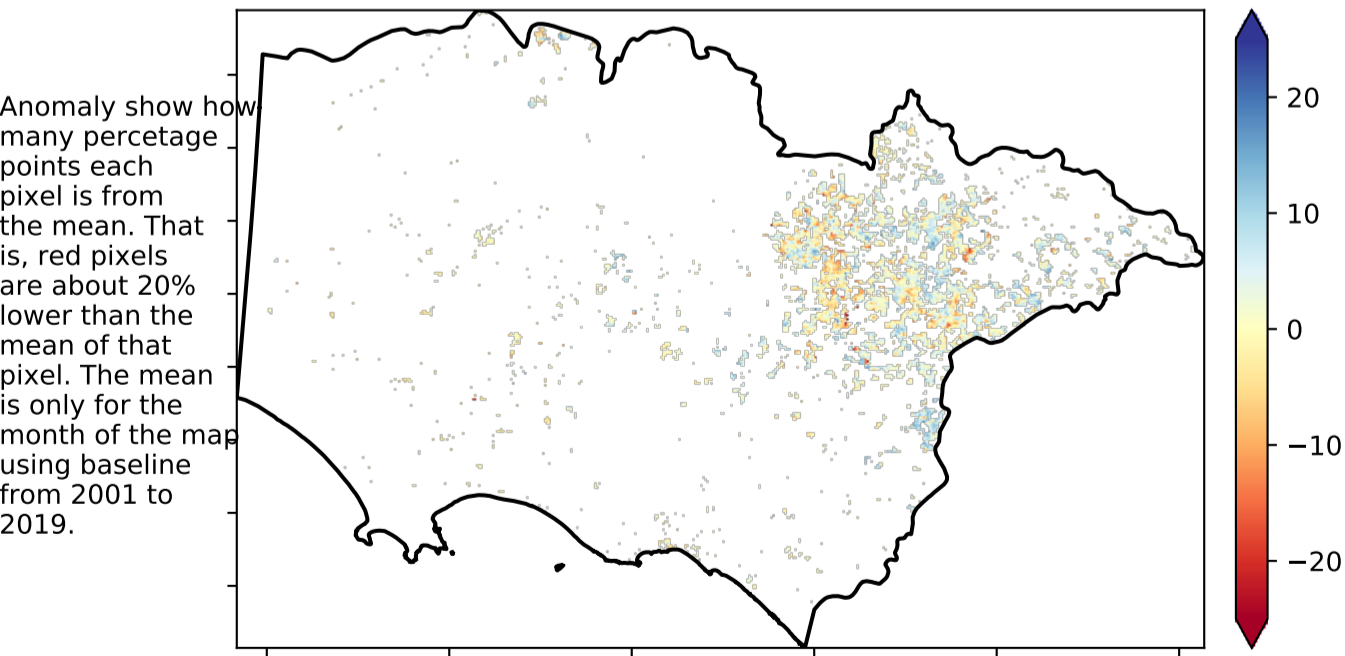 Anomaly show how
many percetage
points each
pixel is from
the mean. That
is, red pixels
are about 20%
lower than the
mean of that
pixel. The mean
is only for the
month of the map
using baseline
from 2001 to
2019.
20
10
0
−10
−20